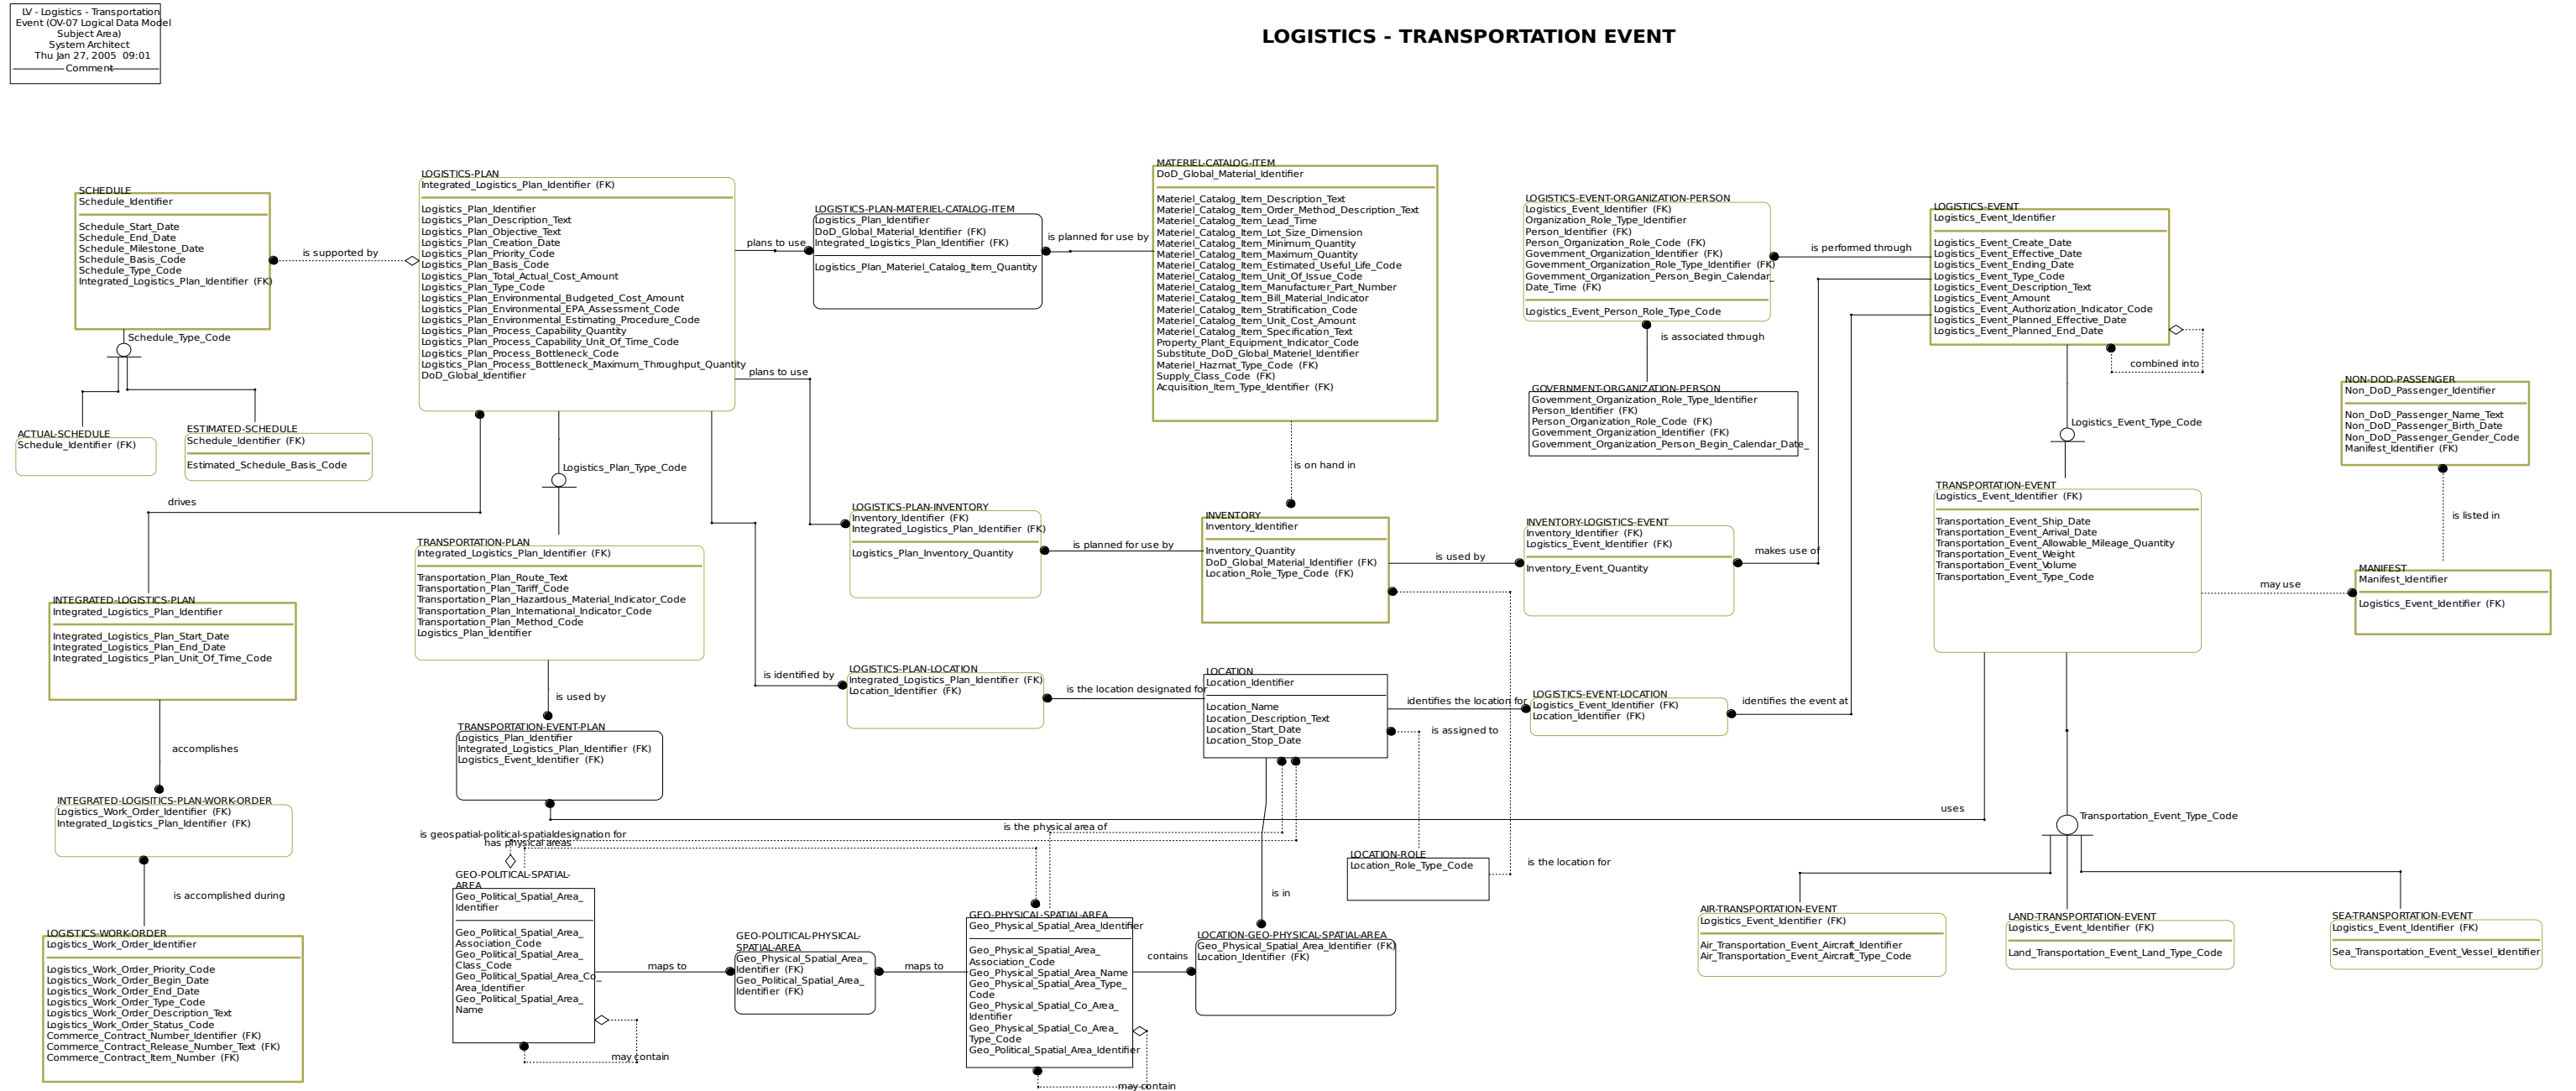 LV - Logistics - Transportation
Event (OV-07 Logical Data Model
Subject Area)
System Architect
Thu Jan 27, 2005  09:01
Comment
LOGISTICS - TRANSPORTATION EVENT
SCHEDULE
Schedule_Identifier
Schedule_Start_Date
Schedule_End_Date
Schedule_Milestone_Date
Schedule_Basis_Code
Schedule_Type_Code
Integrated_Logistics_Plan_Identifier (FK)
is supported by
Schedule_Type_Code
ACTUAL-SCHEDULE
Schedule_Identifier (FK)
ESTIMATED-SCHEDULE
Schedule_Identifier (FK)
Estimated_Schedule_Basis_Code
LOGISTICS-PLAN
Integrated_Logistics_Plan_Identifier (FK)
Logistics_Plan_Identifier
Logistics_Plan_Description_Text
Logistics_Plan_Objective_Text
Logistics_Plan_Creation_Date
Logistics_Plan_Priority_Code
Logistics_Plan_Basis_Code
Logistics_Plan_Total_Actual_Cost_Amount
Logistics_Plan_Type_Code
Logistics_Plan_Environmental_Budgeted_Cost_Amount
Logistics_Plan_Environmental_EPA_Assessment_Code
Logistics_Plan_Environmental_Estimating_Procedure_Code
Logistics_Plan_Process_Capability_Quantity
Logistics_Plan_Process_Capability_Unit_Of_Time_Code
Logistics_Plan_Process_Bottleneck_Code
Logistics_Plan_Process_Bottleneck_Maximum_Throughput_Quantity
DoD_Global_Identifier
plans to use
plans to use
LOGISTICS-PLAN-MATERIEL-CATALOG-ITEM
Logistics_Plan_Identifier
DoD_Global_Material_Identifier (FK)
Integrated_Logistics_Plan_Identifier (FK)
Logistics_Plan_Materiel_Catalog_Item_Quantity
is planned for use by
MATERIEL-CATALOG-ITEM
DoD_Global_Material_Identifier
Materiel_Catalog_Item_Description_Text
Materiel_Catalog_Item_Order_Method_Description_Text
Materiel_Catalog_Item_Lead_Time
Materiel_Catalog_Item_Lot_Size_Dimension
Materiel_Catalog_Item_Minimum_Quantity
Materiel_Catalog_Item_Maximum_Quantity
Materiel_Catalog_Item_Estimated_Useful_Life_Code
Materiel_Catalog_Item_Unit_Of_Issue_Code
Materiel_Catalog_Item_Manufacturer_Part_Number
Materiel_Catalog_Item_Bill_Material_Indicator
Materiel_Catalog_Item_Stratification_Code
Materiel_Catalog_Item_Unit_Cost_Amount
Materiel_Catalog_Item_Specification_Text
Property_Plant_Equipment_Indicator_Code
Substitute_DoD_Global_Materiel_Identifier
Materiel_Hazmat_Type_Code (FK)
Supply_Class_Code (FK)
Acquisition_Item_Type_Identifier (FK)
is on hand in
LOGISTICS-EVENT-ORGANIZATION-PERSON
Logistics_Event_Identifier (FK)
Organization_Role_Type_Identifier
Person_Identifier (FK)
Person_Organization_Role_Code (FK)
Government_Organization_Identifier (FK)
Government_Organization_Role_Type_Identifier (FK)
Government_Organization_Person_Begin_Calendar_
Date_Time (FK)
Logistics_Event_Person_Role_Type_Code
is performed through
is associated through
GOVERNMENT-ORGANIZATION-PERSON
Government_Organization_Role_Type_Identifier
Person_Identifier (FK)
Person_Organization_Role_Code (FK)
Government_Organization_Identifier (FK)
Government_Organization_Person_Begin_Calendar_Date_
LOGISTICS-EVENT
Logistics_Event_Identifier
Logistics_Event_Create_Date
Logistics_Event_Effective_Date
Logistics_Event_Ending_Date
Logistics_Event_Type_Code
Logistics_Event_Description_Text
Logistics_Event_Amount
Logistics_Event_Authorization_Indicator_Code
Logistics_Event_Planned_Effective_Date
Logistics_Event_Planned_End_Date
combined into
Logistics_Event_Type_Code
NON-DOD-PASSENGER
Non_DoD_Passenger_Identifier
Non_DoD_Passenger_Name_Text
Non_DoD_Passenger_Birth_Date
Non_DoD_Passenger_Gender_Code
Manifest_Identifier (FK)
is listed in
MANIFEST
Manifest_Identifier
Logistics_Event_Identifier (FK)
may use
TRANSPORTATION-EVENT
Logistics_Event_Identifier (FK)
Transportation_Event_Ship_Date
Transportation_Event_Arrival_Date
Transportation_Event_Allowable_Mileage_Quantity
Transportation_Event_Weight
Transportation_Event_Volume
Transportation_Event_Type_Code
drives
Logistics_Plan_Type_Code
TRANSPORTATION-PLAN
Integrated_Logistics_Plan_Identifier (FK)
Transportation_Plan_Route_Text
Transportation_Plan_Tariff_Code
Transportation_Plan_Hazardous_Material_Indicator_Code
Transportation_Plan_International_Indicator_Code
Transportation_Plan_Method_Code
Logistics_Plan_Identifier
is used by
LOGISTICS-PLAN-INVENTORY
Inventory_Identifier (FK)
Integrated_Logistics_Plan_Identifier (FK)
Logistics_Plan_Inventory_Quantity
is planned for use by
INVENTORY
Inventory_Identifier
Inventory_Quantity
DoD_Global_Material_Identifier (FK)
Location_Role_Type_Code (FK)
is used by
INVENTORY-LOGISTICS-EVENT
Inventory_Identifier (FK)
Logistics_Event_Identifier (FK)
Inventory_Event_Quantity
makes use of
INTEGRATED-LOGISTICS-PLAN
Integrated_Logistics_Plan_Identifier
Integrated_Logistics_Plan_Start_Date
Integrated_Logistics_Plan_End_Date
Integrated_Logistics_Plan_Unit_Of_Time_Code
accomplishes
is identified by
LOGISTICS-PLAN-LOCATION
Integrated_Logistics_Plan_Identifier (FK)
Location_Identifier (FK)
is the location designated for
LOCATION
Location_Identifier
Location_Name
Location_Description_Text
Location_Start_Date
Location_Stop_Date
identifies the location for
is assigned to
LOGISTICS-EVENT-LOCATION
Logistics_Event_Identifier (FK)
Location_Identifier (FK)
identifies the event at
TRANSPORTATION-EVENT-PLAN
Logistics_Plan_Identifier
Integrated_Logistics_Plan_Identifier (FK)
Logistics_Event_Identifier (FK)
uses
INTEGRATED-LOGISITICS-PLAN-WORK-ORDER
Logistics_Work_Order_Identifier (FK)
Integrated_Logistics_Plan_Identifier (FK)
is accomplished during
LOGISTICS-WORK-ORDER
Logistics_Work_Order_Identifier
Logistics_Work_Order_Priority_Code
Logistics_Work_Order_Begin_Date
Logistics_Work_Order_End_Date
Logistics_Work_Order_Type_Code
Logistics_Work_Order_Description_Text
Logistics_Work_Order_Status_Code
Commerce_Contract_Number_Identifier (FK)
Commerce_Contract_Release_Number_Text (FK)
Commerce_Contract_Item_Number (FK)
is geospatial-political-spatialdesignation for
has physical areas
is the physical area of
GEO-POLITICAL-SPATIAL-
AREA
Geo_Political_Spatial_Area_
Identifier
Geo_Political_Spatial_Area_
Association_Code
Geo_Political_Spatial_Area_
Class_Code
Geo_Political_Spatial_Area_Co_
Area_Identifier
Geo_Political_Spatial_Area_
Name
may contain
maps to
GEO-POLITICAL-PHYSICAL-
SPATIAL-AREA
Geo_Physical_Spatial_Area_
Identifier (FK)
Geo_Political_Spatial_Area_
Identifier (FK)
maps to
GEO-PHYSICAL-SPATIAL-AREA
Geo_Physical_Spatial_Area_Identifier
Geo_Physical_Spatial_Area_
Association_Code
Geo_Physical_Spatial_Area_Name
Geo_Physical_Spatial_Area_Type_
Code
Geo_Physical_Spatial_Co_Area_
Identifier
Geo_Physical_Spatial_Co_Area_
Type_Code
Geo_Political_Spatial_Area_Identifier
may contain
contains
is in
LOCATION-GEO-PHYSICAL-SPATIAL-AREA
Geo_Physical_Spatial_Area_Identifier (FK)
Location_Identifier (FK)
LOCATION-ROLE
Location_Role_Type_Code
is the location for
Transportation_Event_Type_Code
AIR-TRANSPORTATION-EVENT
Logistics_Event_Identifier (FK)
Air_Transportation_Event_Aircraft_Identifier
Air_Transportation_Event_Aircraft_Type_Code
LAND-TRANSPORTATION-EVENT
Logistics_Event_Identifier (FK)
Land_Transportation_Event_Land_Type_Code
SEA-TRANSPORTATION-EVENT
Logistics_Event_Identifier (FK)
Sea_Transportation_Event_Vessel_Identifier